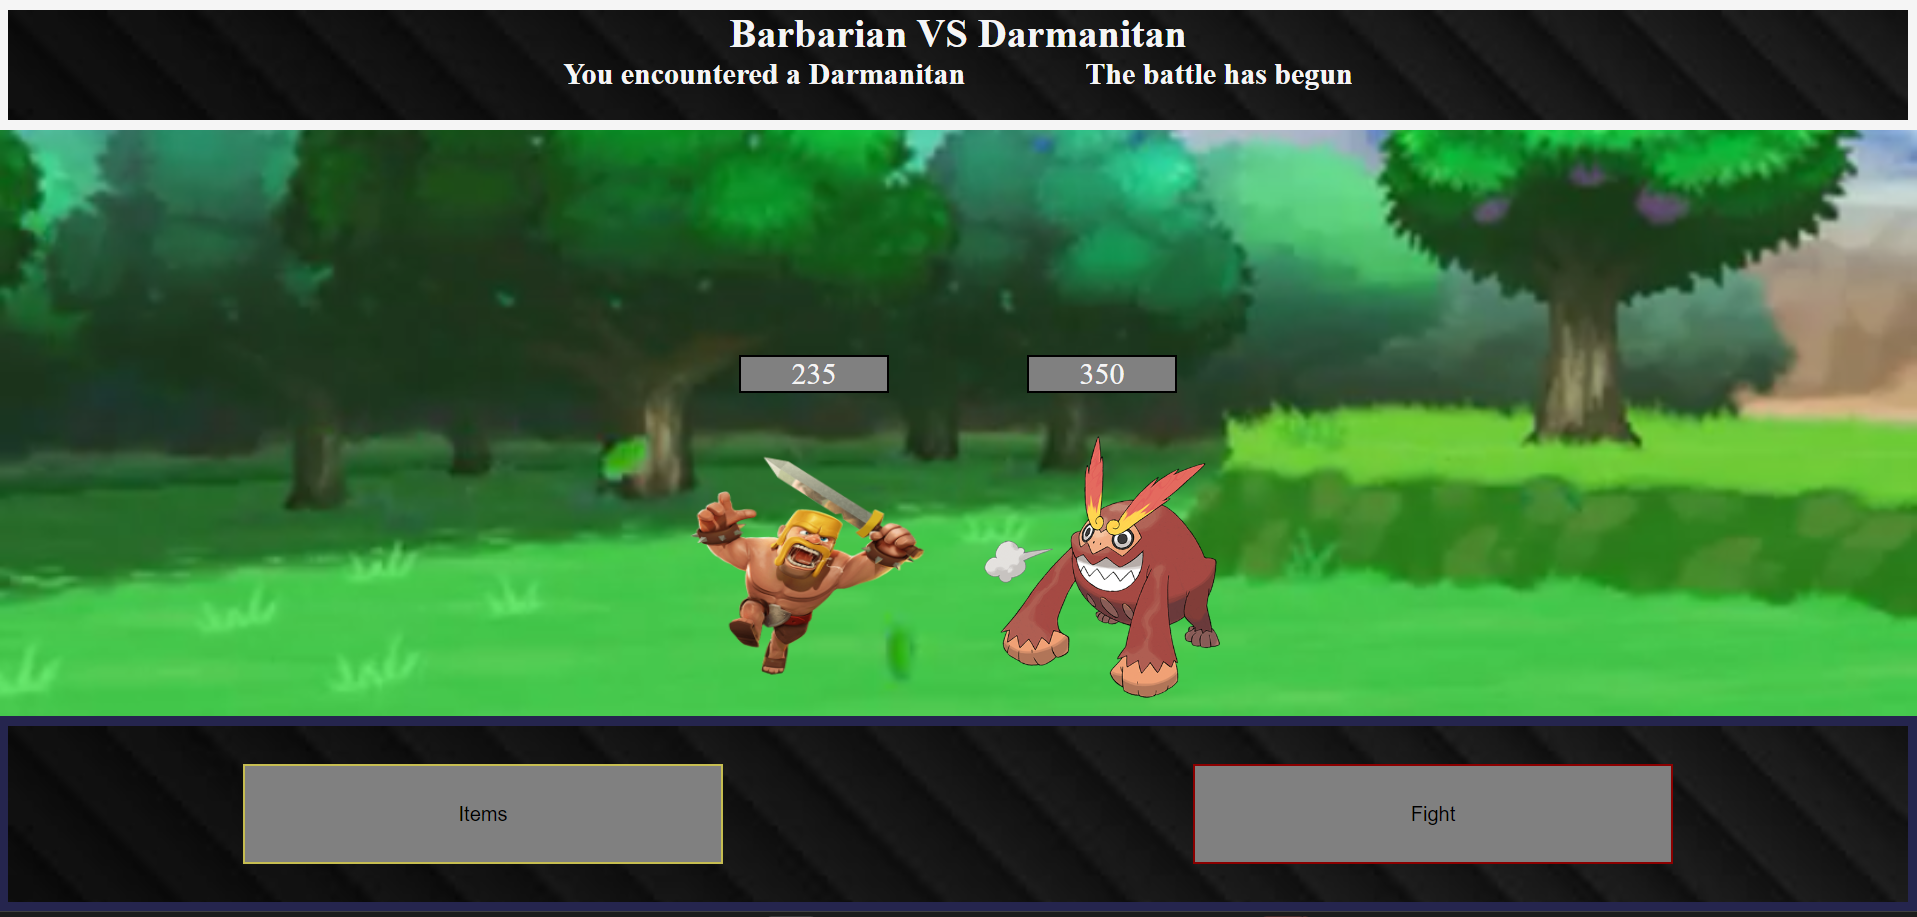 Barbarian VS Darmanitan
You encountered a Darmanitan The battle has begun
235 350
Items Fight